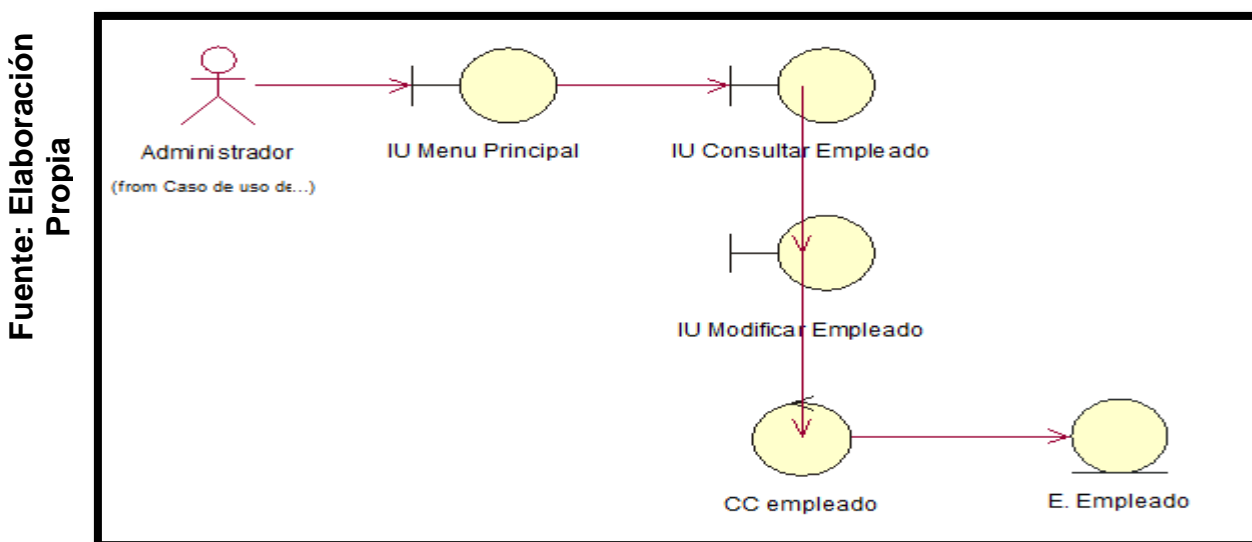 Fuente: Elaboración
Propia
Administrador
(from Caso de uso de...)
IU Menu Principal
IU Consultar Empleado
IU Modificar Empleado
CC empleado
E. Empleado